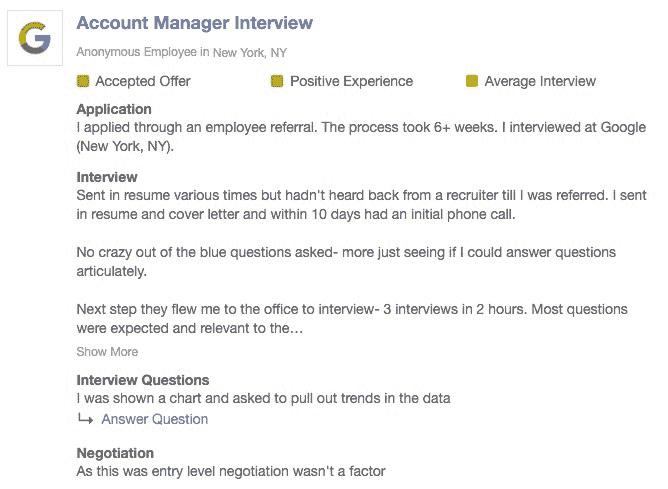 Account Manager Interview
Anonymous Employee in New York, NY
Accepted Offer Positive Experience Average Interview
Application
I applied through an employee referral. The process took 6+ weeks. I interviewed at Google
(New York, NY).
Interview
Sent in resume various times but hadn't heard back from a recruiter till I was referred. I sent
in resume and cover letter and within 10 days had an initial phone call.
No crazy out of the blue questions asked- more just seeing if I could answer questions
articulately.
Next step they flew me to the office to interview- 3 interviews in 2 hours. Most questions
were expected and relevant to the…
Show More
Interview Questions
I was shown a chart and asked to pull out trends in the data
Answer Question
Negotiation
As this was entry level negotiation wasn't a factor